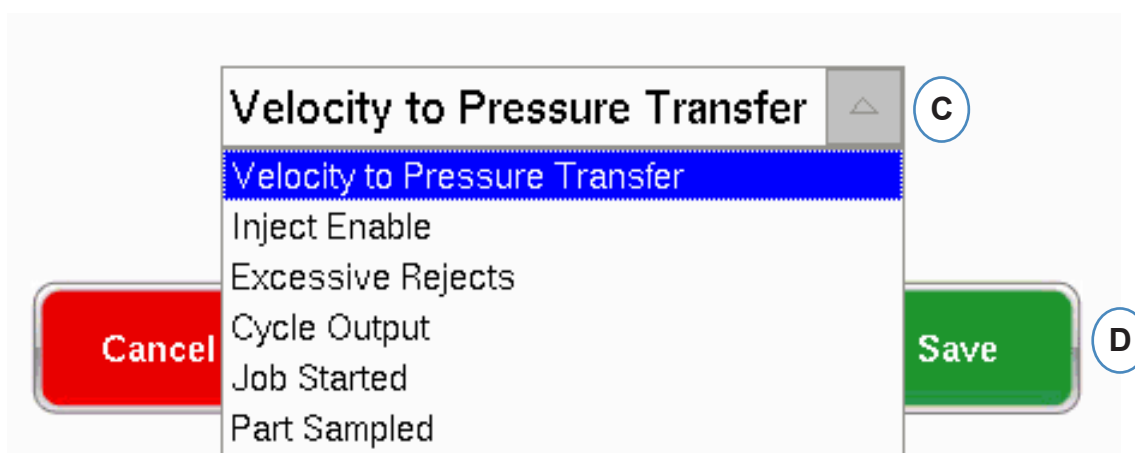 Velocity to Pressure Transfer
C
Velocity to Pressure Transfer
Inject Enable
Excessive Rejects
Cycle Output
Cancel
Save
D
Job Started
Part Sampled